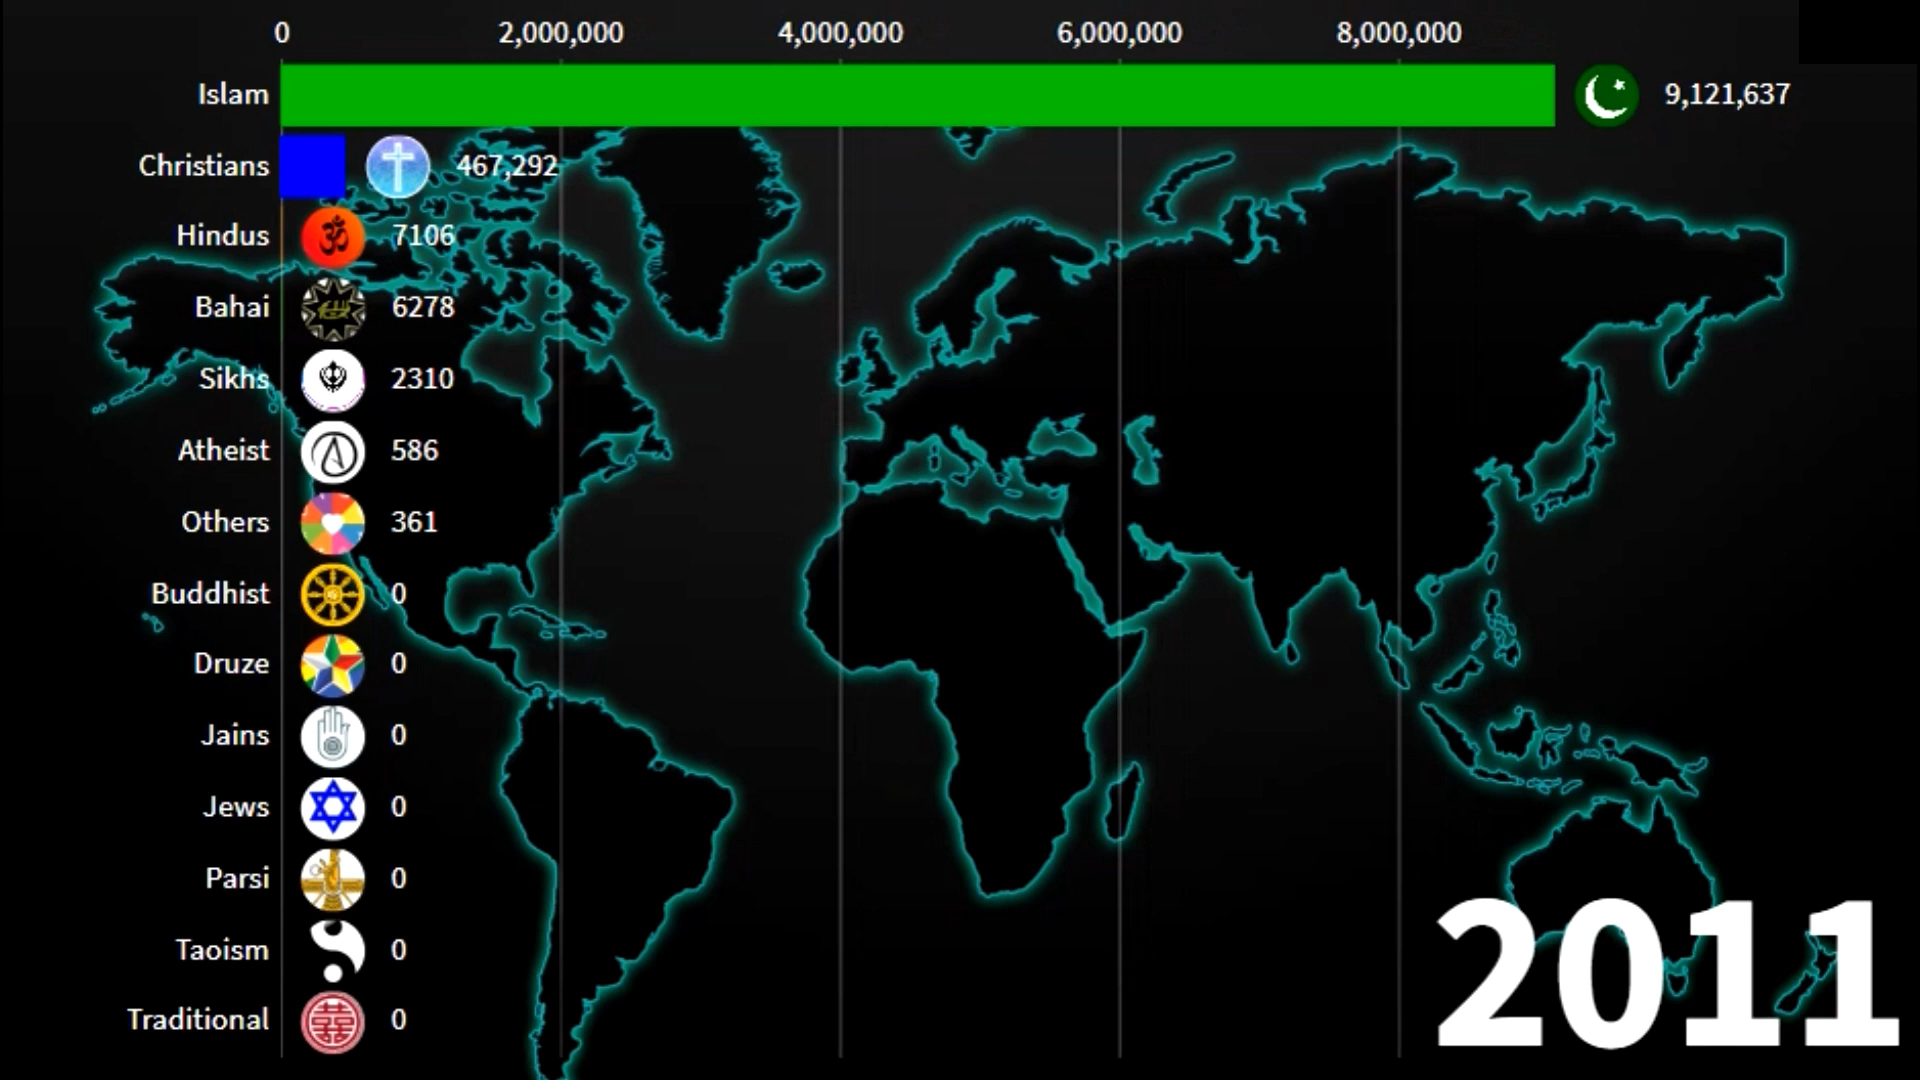 0 2,000,000 4,000,000 6,000,000 8,000,000
Islam 9,121,637
Christians 467,292
Hindus 7106
Bahai 6278
Sikhs 2310
Atheist 586
Others 361
Buddhist 0
Druze 0
Jains 0
Jews 0
Parsi 0
Taoism 0
Traditional 0
2011